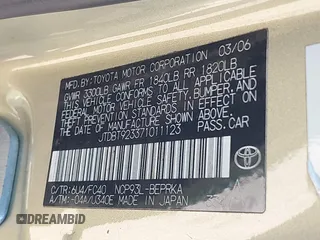 MFD. BY: TOYOTA MOTOR CORPORATION 03/06
GVWR 3300LB GAWR FR 1840LB RR 1820LB
THIS VEHICLE CONFORMS TO ALL APPLICABLE
FEDERAL MOTOR VEHICLE SAFETY, BUMPER, AND
THEFT PREVENTION STANDARDS IN EFFECT ON
THE DATE OF MANUFACTURE SHOWN ABOVE.
JTDBT923371011123 PASS. CAR
C/TR: 6U4/FC40 NCP93L-BEPRKA
A/TM: -04A/U340E MADE IN JAPAN
TOYOTA
DREAMBID